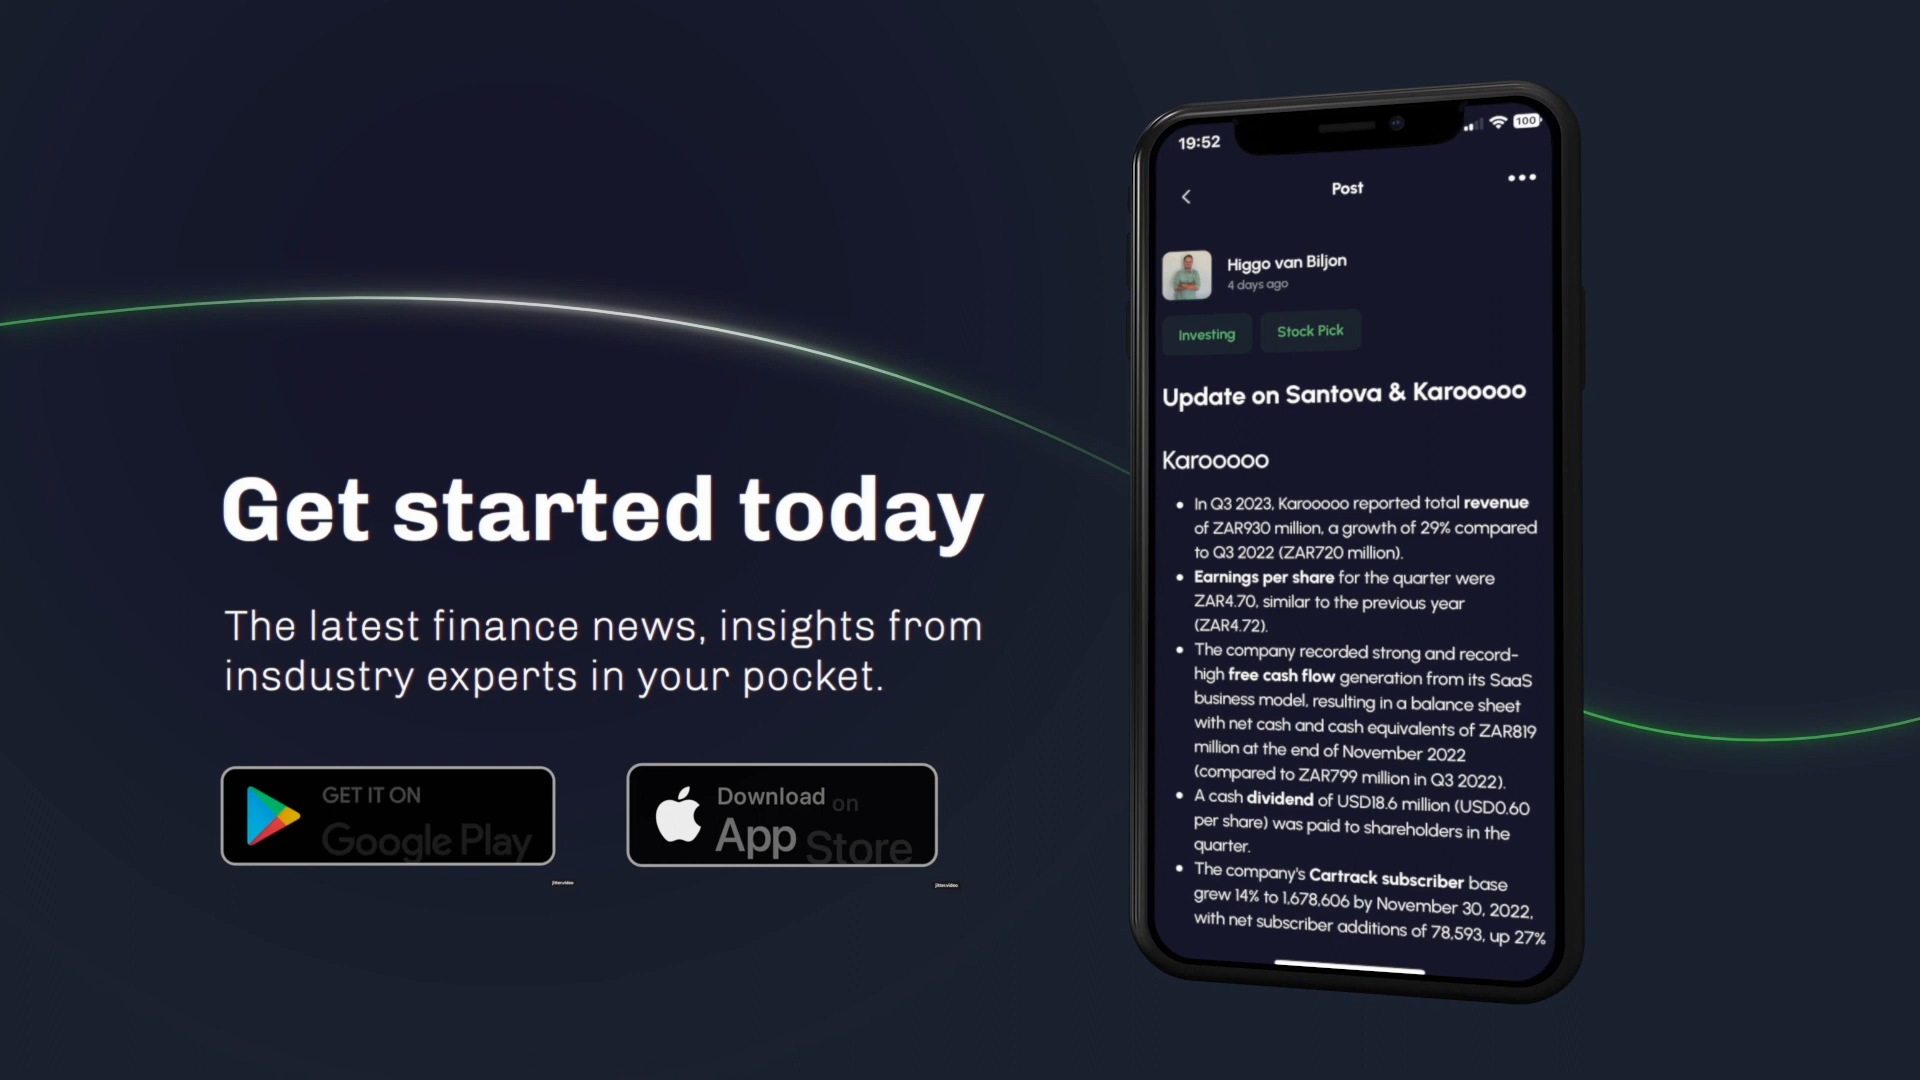 Get started today
The latest finance news, insights from
insdustry experts in your pocket.
GET IT ON
Google Play
Download on
App Store
jitter.video
jitter.video
19:52
100
Post
Higgo van Biljon
4 days ago
Investing
Stock Pick
Update on Santova & Karooooo
Karooooo
• In Q3 2023, Karooooo reported total revenue
of ZAR930 million, a growth of 29% compared
to Q3 2022 (ZAR720 million).
• Earnings per share for the quarter were
ZAR4.70, similar to the previous year
(ZAR4.72).
• The company recorded strong and record-
high free cash flow generation from its SaaS
business model, resulting in a balance sheet
with net cash and cash equivalents of ZAR819
million at the end of November 2022
(compared to ZAR799 million in Q3 2022).
• A cash dividend of USD18.6 million (USD0.60
per share) was paid to shareholders in the
quarter.
• The company's Cartrack subscriber base
grew 14% to 1,678,606 by November 30, 2022,
with net subscriber additions of 78,593, up 27%